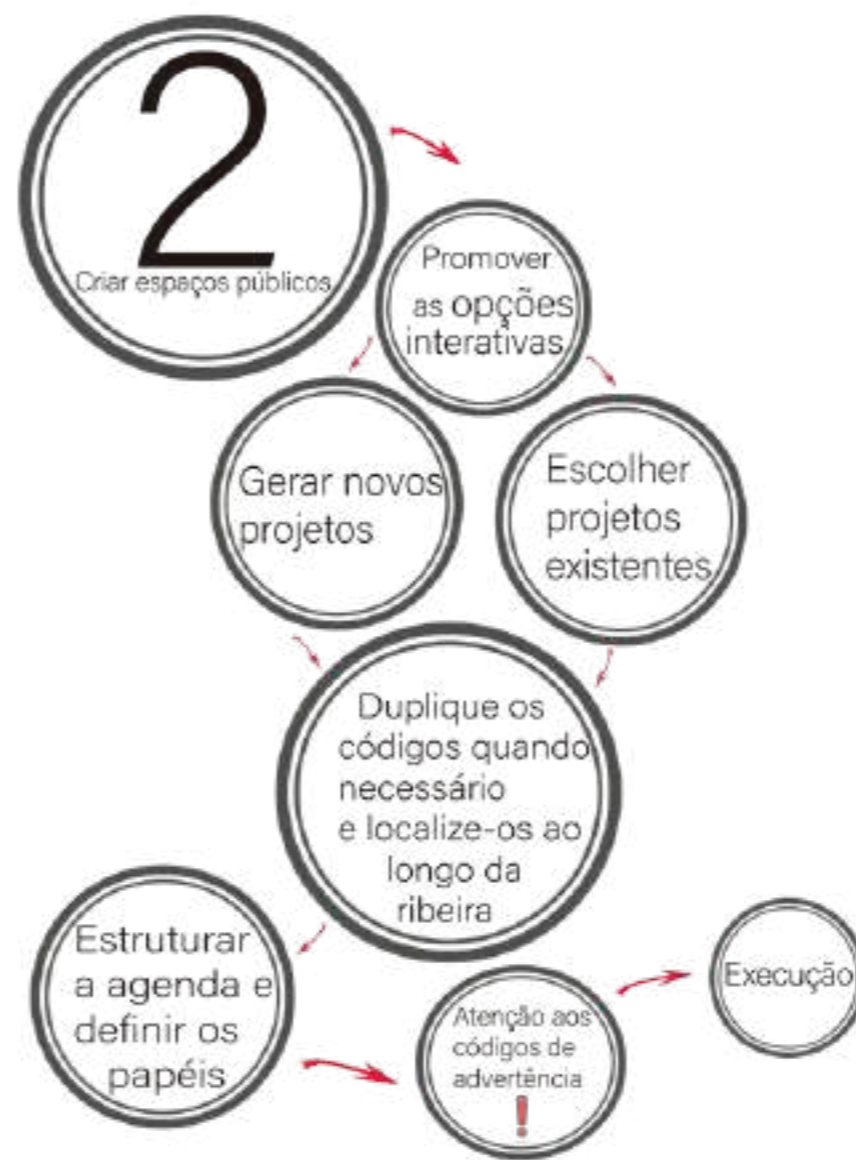 2
Criar espaços públicos
Promover
as opções
interativas
Gerar novos
projetos
Escolher
projetos
existentes
Duplique os
códigos quando
necessário
e localize-os ao
longo da
ribeira
Estruturar
a agenda e
definir os
papéis
Atenção aos
códigos de
advertência
!
Execução